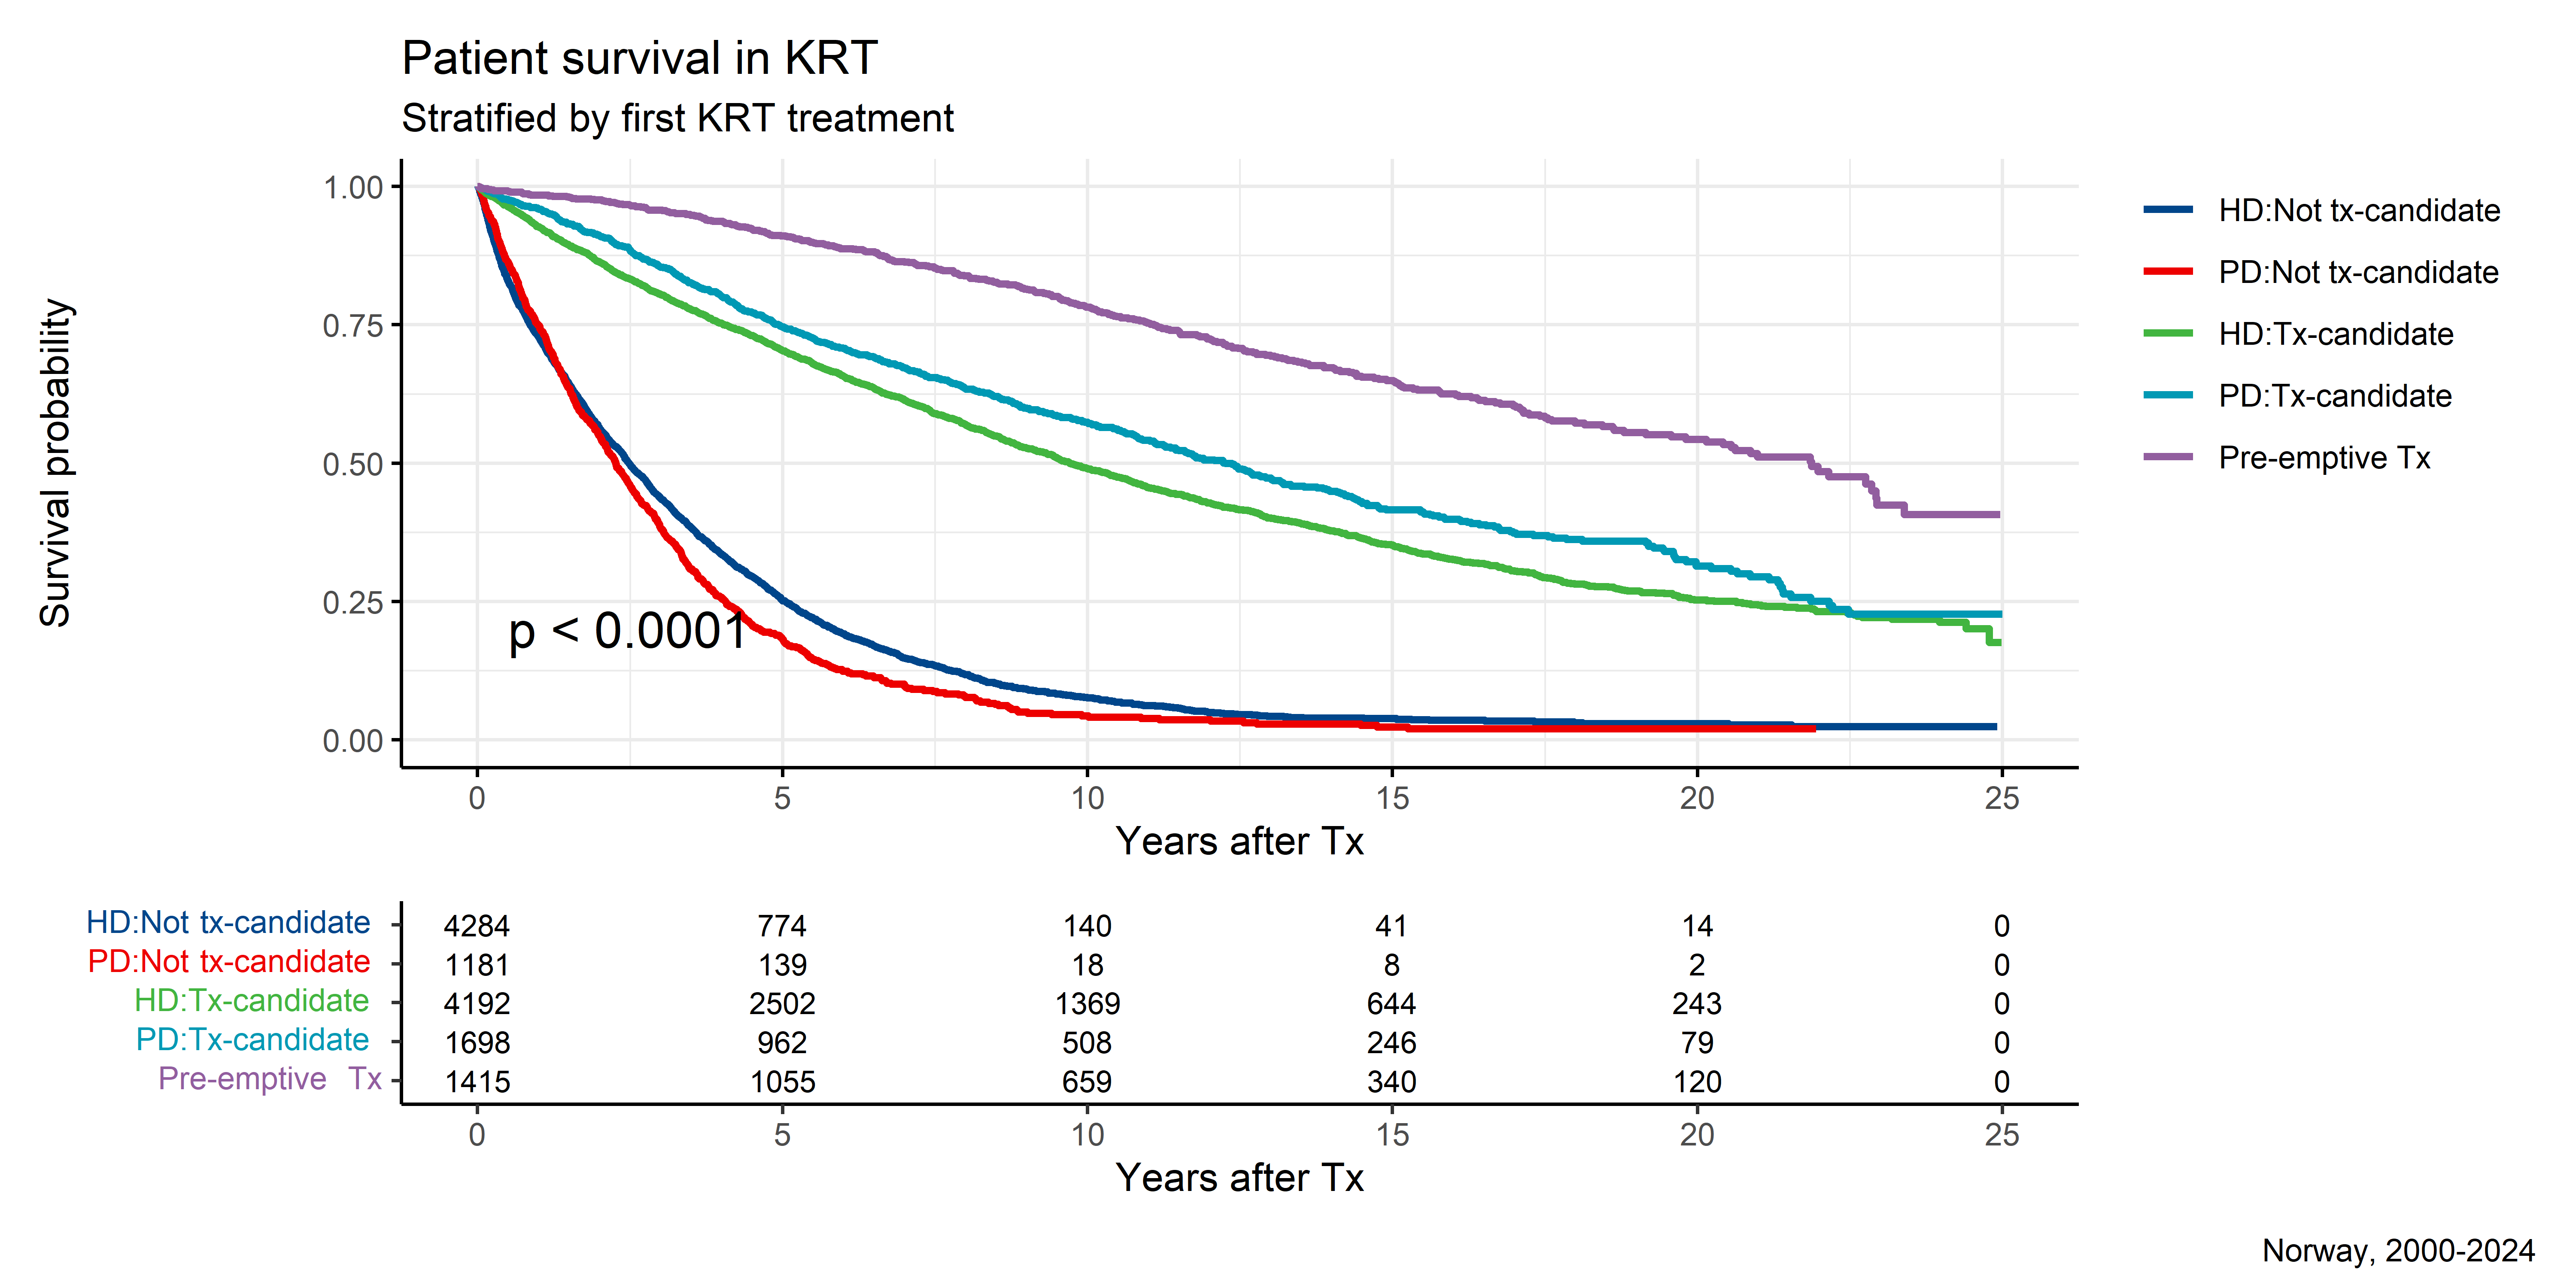 Patient survival in KRT
Stratified by first KRT treatment
Survival probability
1.00
0.75
0.50
0.25
0.00
p < 0.0001
0 5 10 15 20 25
Years after Tx
HD:Not tx-candidate
PD:Not tx-candidate
HD:Tx-candidate
PD:Tx-candidate
Pre-emptive Tx
HD:Not tx-candidate 4284 774 140 41 14 0
PD:Not tx-candidate 1181 139 18 8 2 0
HD:Tx-candidate 4192 2502 1369 644 243 0
PD:Tx-candidate 1698 962 508 246 79 0
Pre-emptive Tx 1415 1055 659 340 120 0
0 5 10 15 20 25
Years after Tx
Norway, 2000-2024